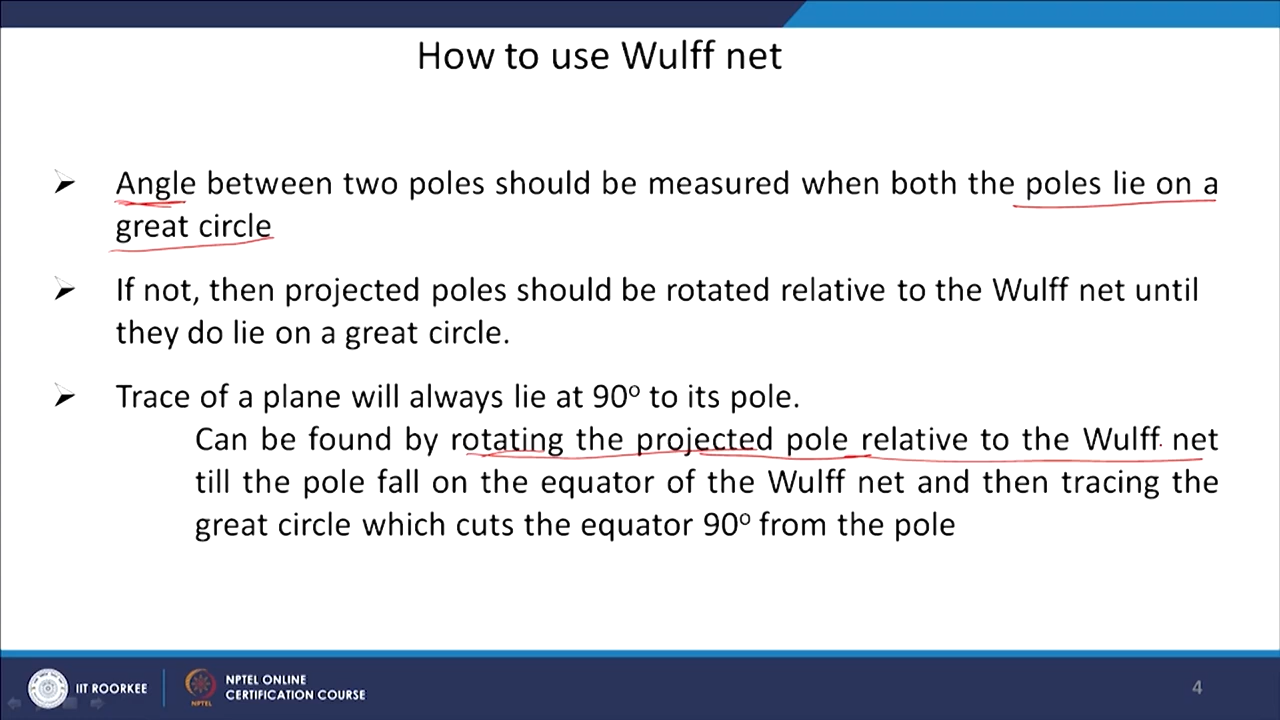 How to use Wulff net
➢ Angle between two poles should be measured when both the poles lie on a
great circle
➢ If not, then projected poles should be rotated relative to the Wulff net until
they do lie on a great circle.
➢ Trace of a plane will always lie at 90º to its pole.
Can be found by rotating the projected pole relative to the Wulff net
till the pole fall on the equator of the Wulff net and then tracing the
great circle which cuts the equator 90º from the pole
IIT ROORKEE
NPTEL
NPTEL ONLINE
CERTIFICATION COURSE
4